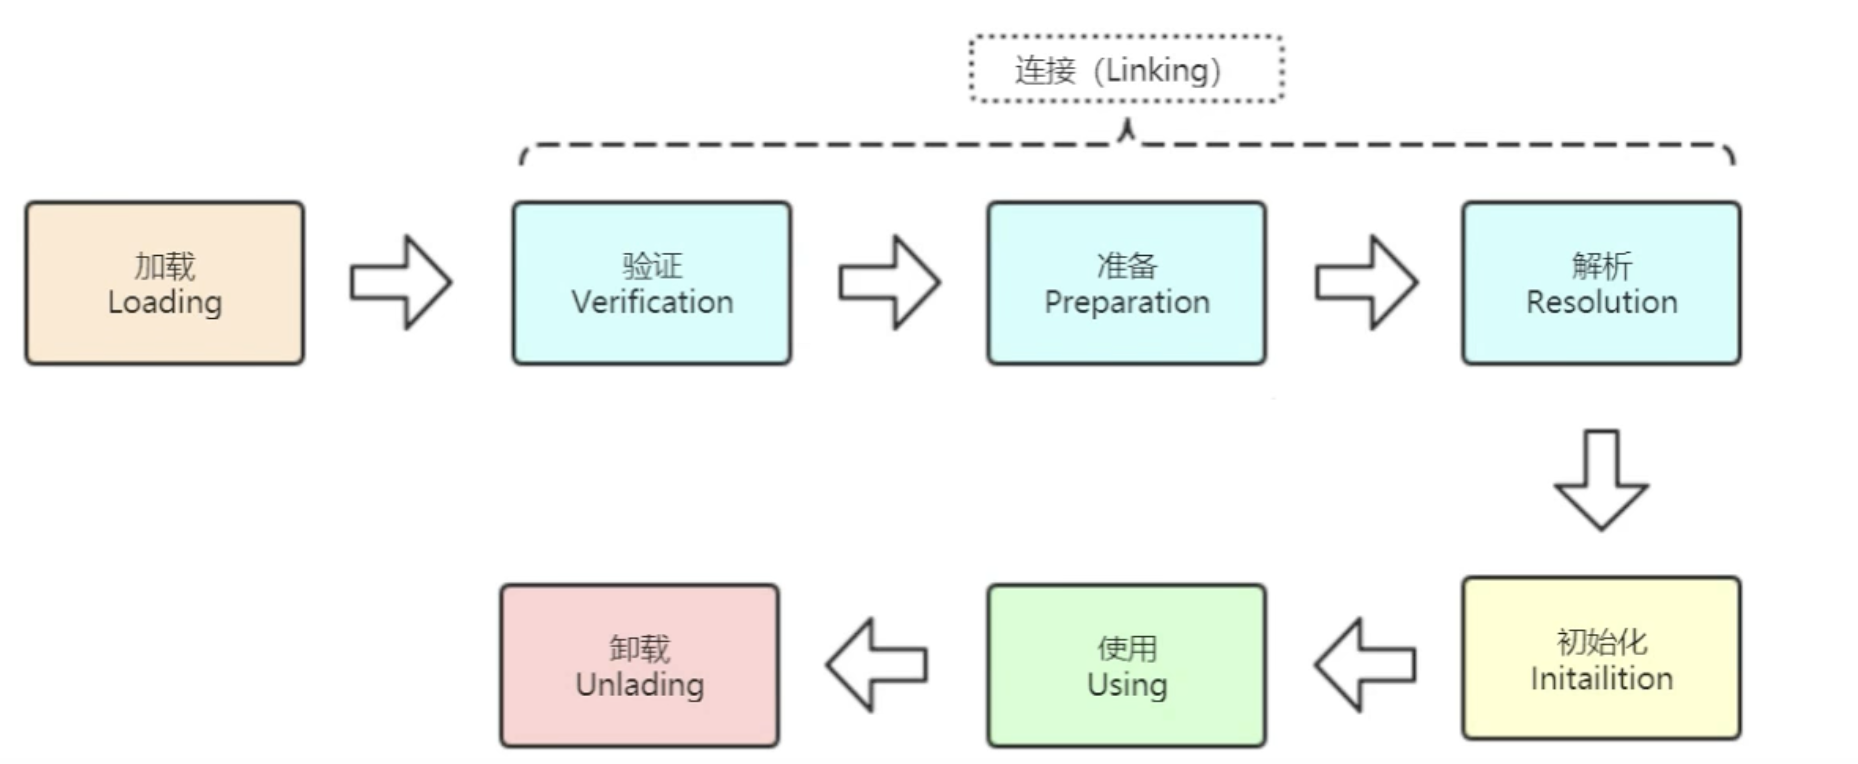 连接（Linking）
加载
Loading
验证
Verification
准备
Preparation
解析
Resolution
卸载
Unlading
使用
Using
初始化
Initailition